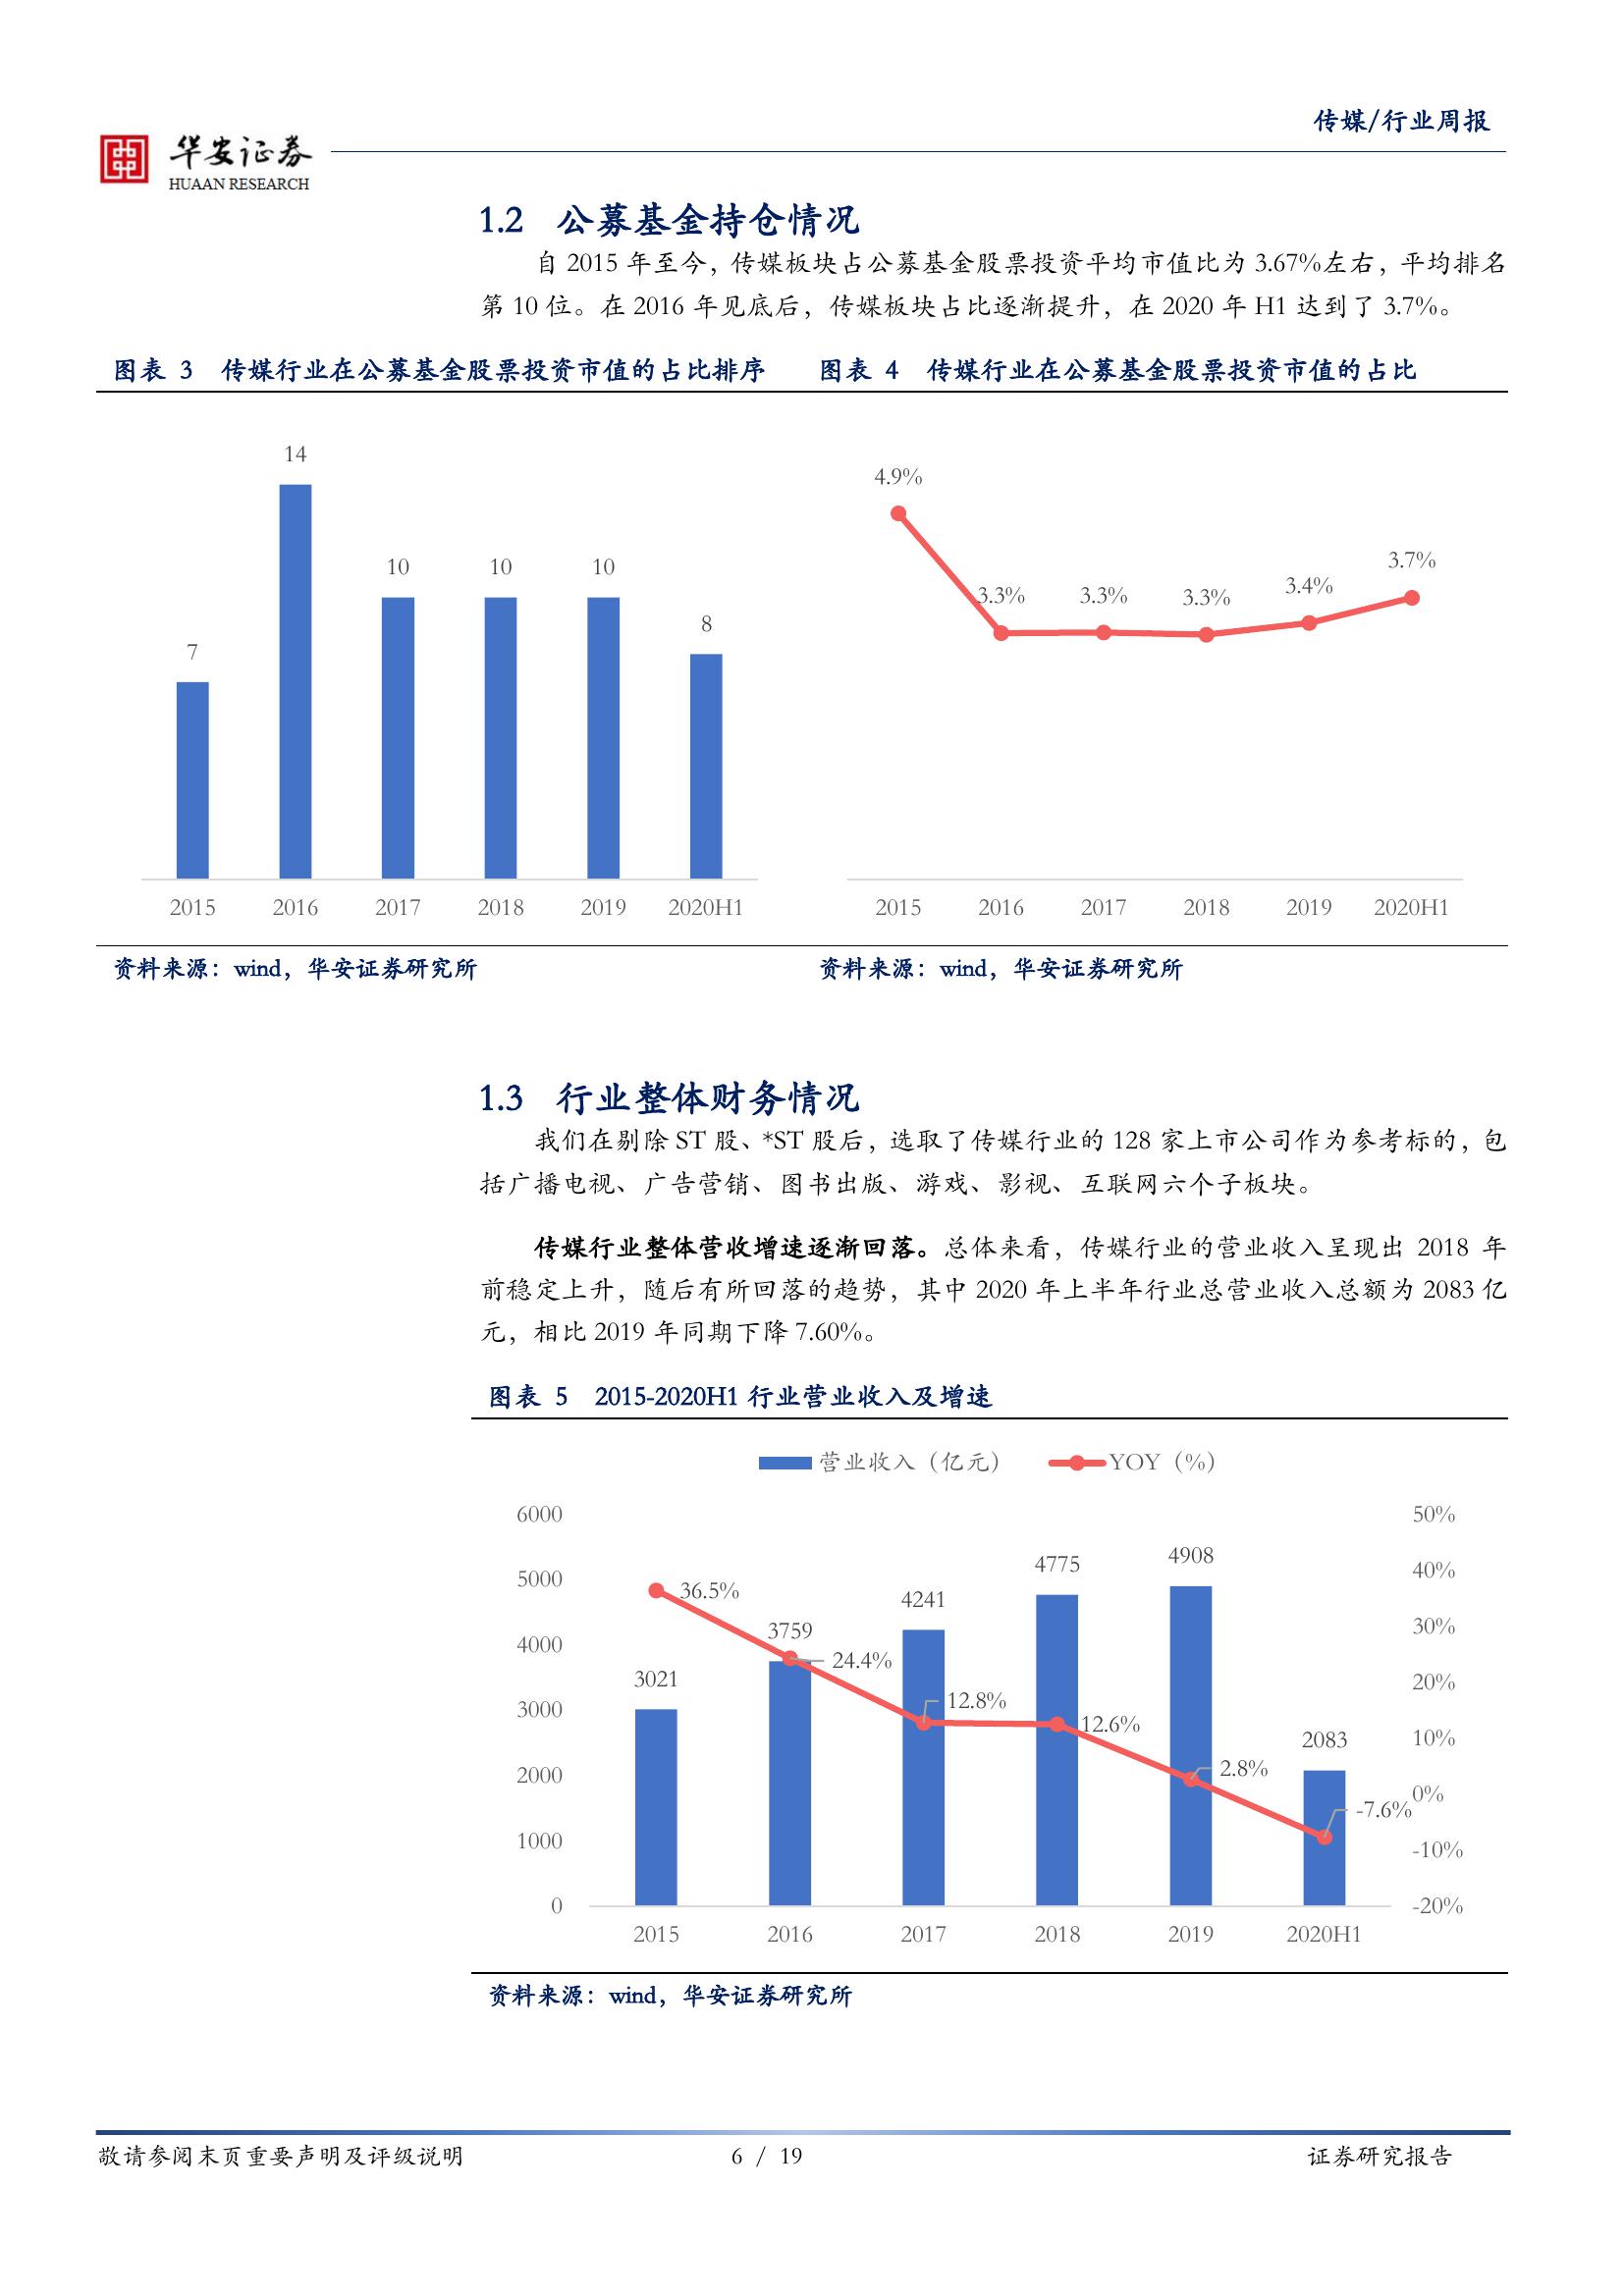 传媒/行业周报
华安证券
HUAAN RESEARCH
1.2 公募基金持仓情况
自 2015 年至今，传媒板块占公募基金股票投资平均市值比为 3.67%左右，平均排名
第 10 位。在 2016 年见底后，传媒板块占比逐渐提升，在 2020 年 H1 达到了 3.7%。
图表 3 传媒行业在公募基金股票投资市值的占比排序
14
10
10
10
8
7
2015 2016 2017 2018 2019 2020H1
资料来源：wind，华安证券研究所
图表 4 传媒行业在公募基金股票投资市值的占比
4.9%
3.3%
3.3%
3.3%
3.4%
3.7%
2015 2016 2017 2018 2019 2020H1
资料来源：wind，华安证券研究所
1.3 行业整体财务情况
我们在剔除 ST 股、*ST 股后，选取了传媒行业的 128 家上市公司作为参考标的，包
括广播电视、广告营销、图书出版、游戏、影视、互联网六个子板块。
传媒行业整体营收增速逐渐回落。总体来看，传媒行业的营业收入呈现出 2018 年
前稳定上升，随后有所回落的趋势，其中 2020 年上半年行业总营业收入总额为 2083 亿
元，相比 2019 年同期下降 7.60%。
图表 5 2015-2020H1 行业营业收入及增速
营业收入（亿元） YOY（%）
6000
5000
4000
3000
2000
1000
0
3021
3759
4241
4775
4908
2083
36.5%
24.4%
12.8%
12.6%
2.8%
-7.6%
50%
40%
30%
20%
10%
0%
-10%
-20%
2015 2016 2017 2018 2019 2020H1
资料来源：wind，华安证券研究所
敬请参阅末页重要声明及评级说明 6 / 19 证券研究报告